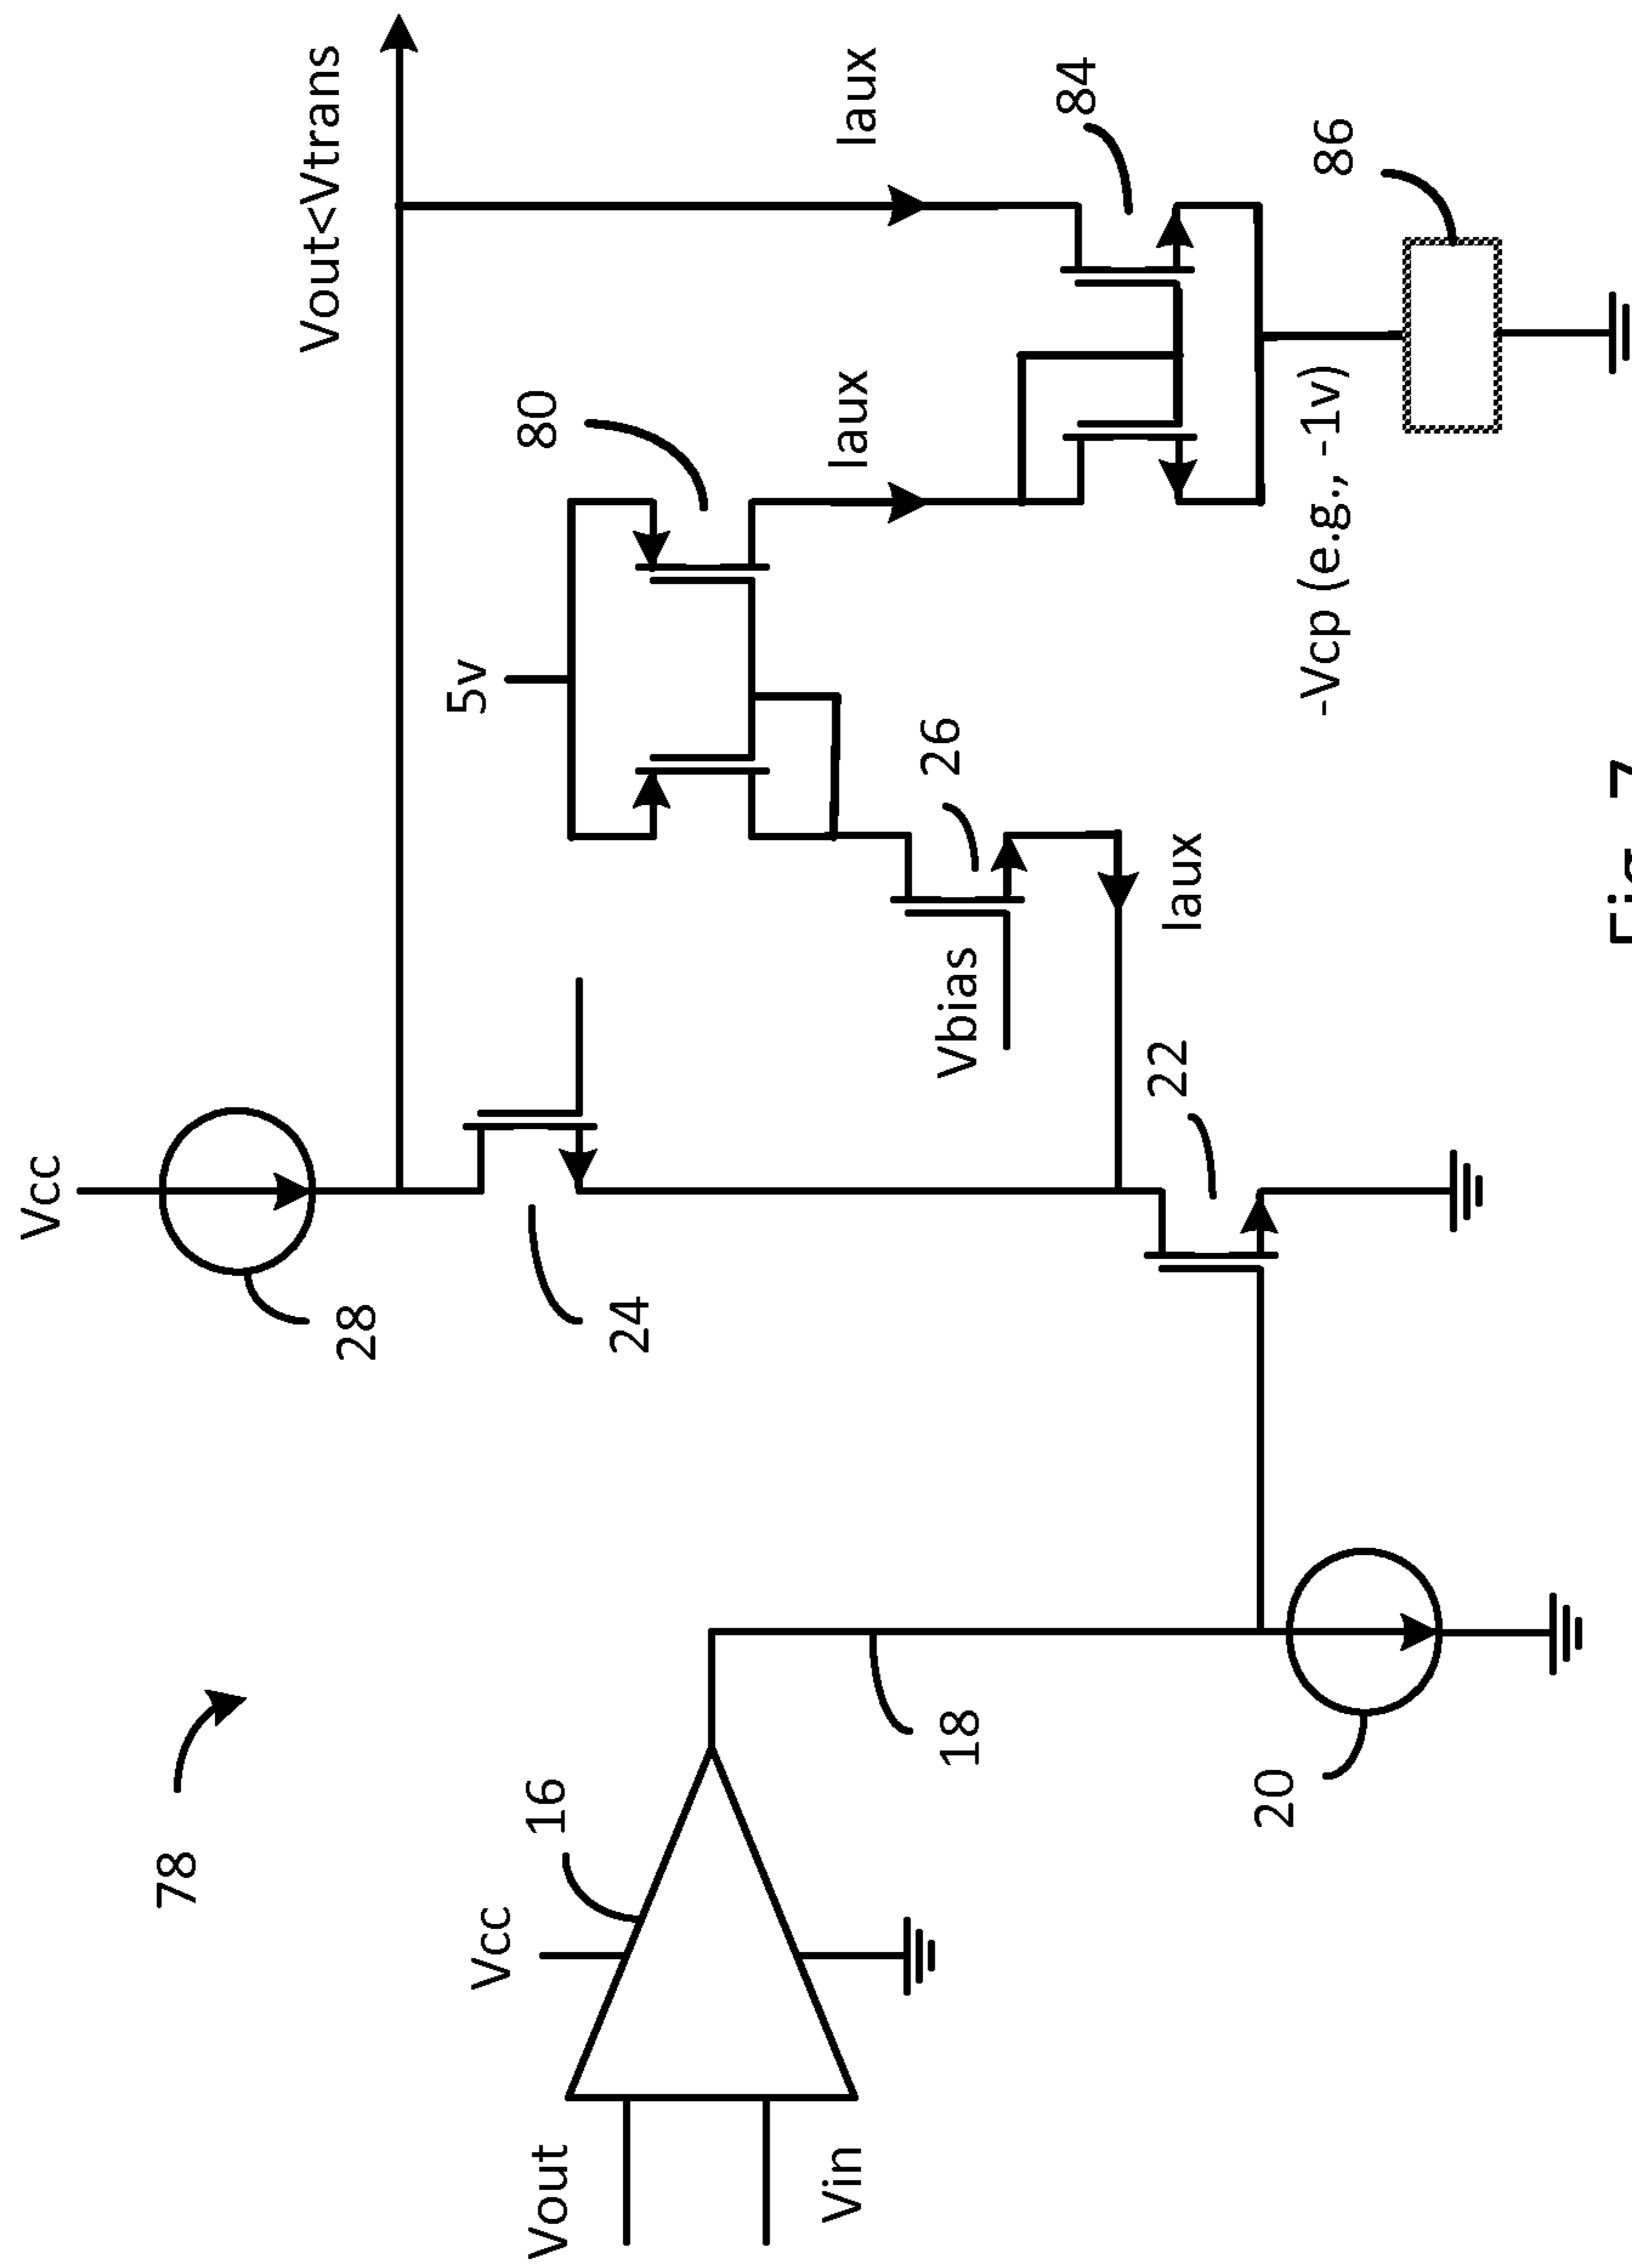 Vcc
28
Vout<Vtrans
5v
80
24
26
Vbias
Iaux
22
Iaux
Iaux
84
-Vcp (e.g., -1v)
86
78
Vcc
16
Vout
Vin
18
20